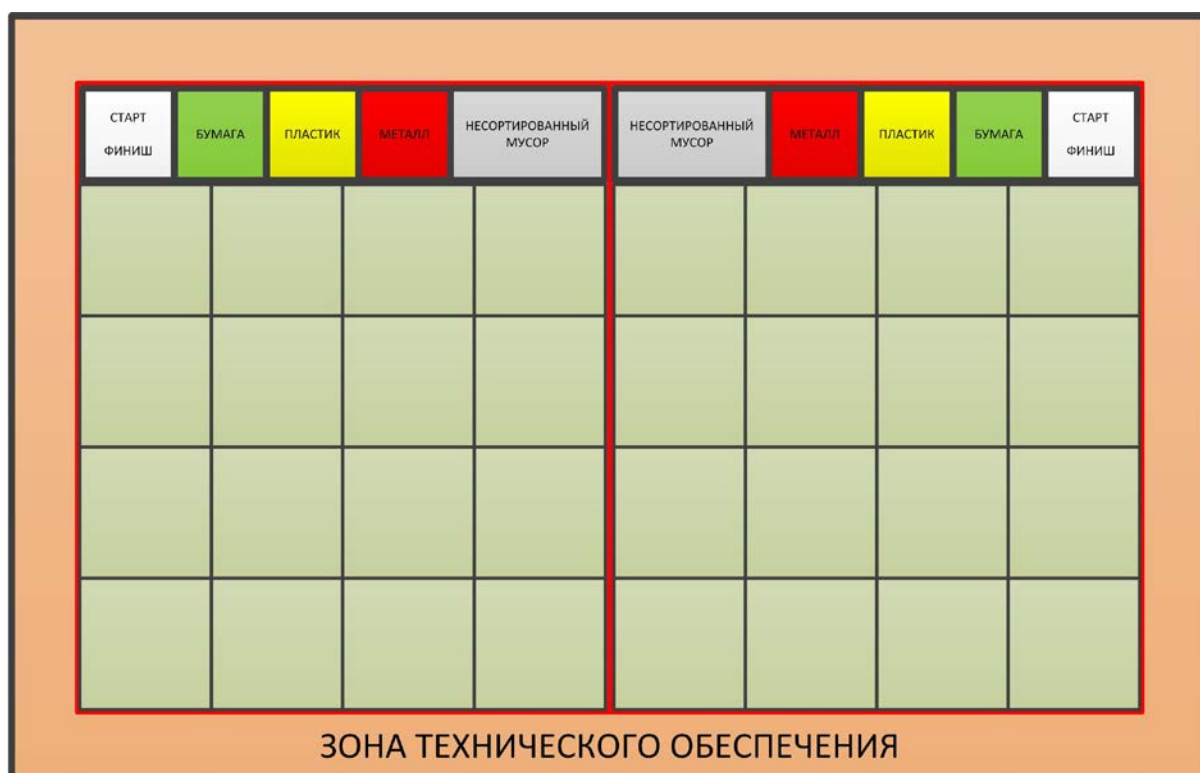 СТАРТ
ФИНИШ
БУМАГА
ПЛАСТИК
МЕТАЛЛ
НЕСОРТИРОВАННЫЙ
МУСОР
НЕСОРТИРОВАННЫЙ
МУСОР
МЕТАЛЛ
ПЛАСТИК
БУМАГА
СТАРТ
ФИНИШ
ЗОНА ТЕХНИЧЕСКОГО ОБЕСПЕЧЕНИЯ